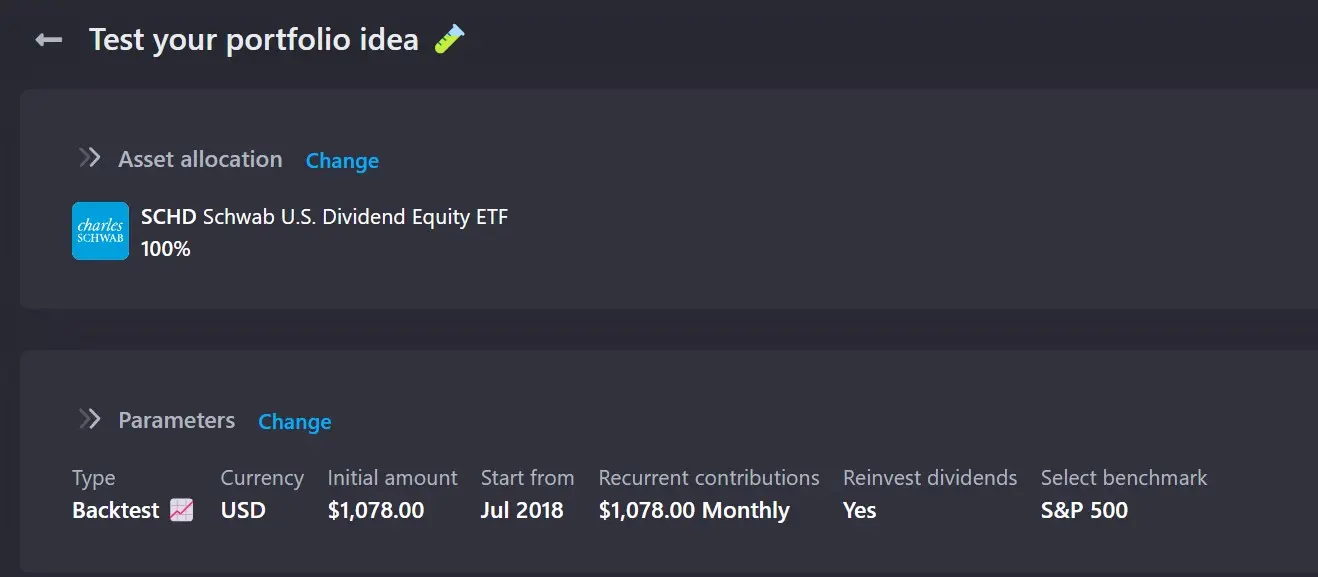 Test your portfolio idea
Asset allocation Change
charles
SCHWAB
SCHD Schwab U.S. Dividend Equity ETF
100%
Parameters Change
Type Currency Initial amount Start from Recurrent contributions Reinvest dividends Select benchmark
Backtest USD $1,078.00 Jul 2018 $1,078.00 Monthly Yes S&P 500